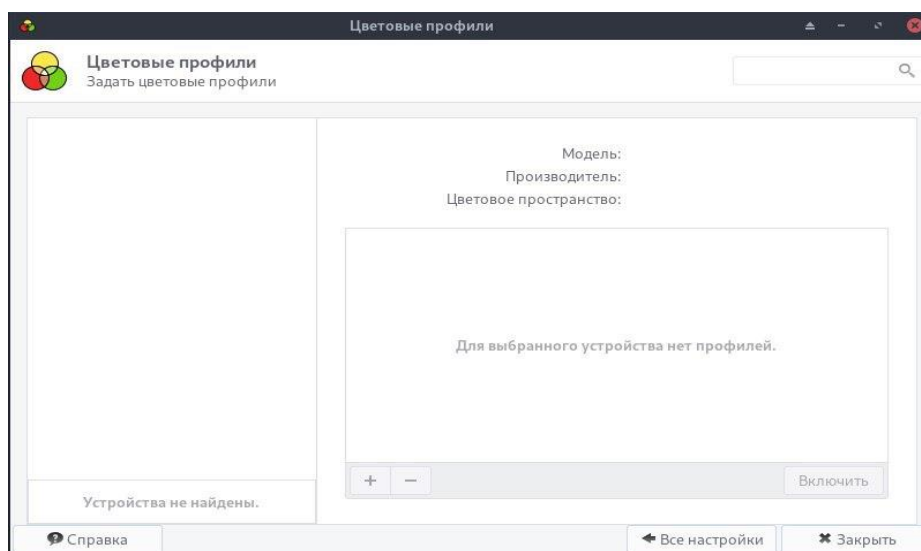 Цветовые профили
Цветовые профили
Задать цветовые профили
Модель:
Производитель:
Цветовое пространство:
Для выбранного устройства нет профилей.
+ −
Включить
Устройства не найдены.
Справка
Все настройки
Закрыть